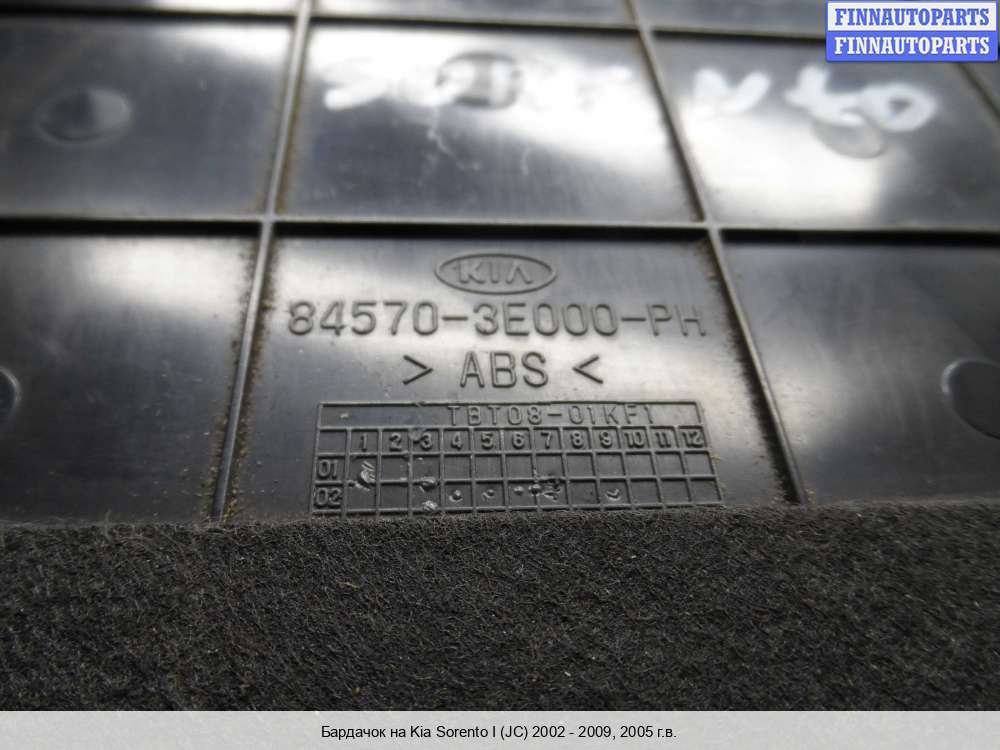 FINNAUTOPARTS
FINNAUTOPARTS
KIA
84570-3E000-PH
> ABS <
TBT08-01KF1
1 2 3 4 5 6 7 8 9 10 11 12
01
02
Бардачок на Kia Sorento I (JC) 2002 - 2009, 2005 г.в.